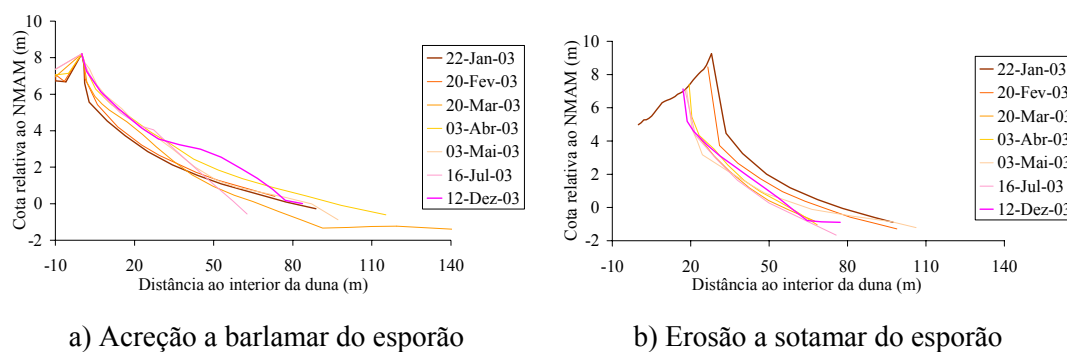 10
8
6
4
2
0
-2
-10 20 50 80 110 140
Cota relativa ao NMAM (m)
Distância ao interior da duna (m)
22-Jan-03
20-Fev-03
20-Mar-03
03-Abr-03
03-Mai-03
16-Jul-03
12-Dez-03
a) Acreção a barlamar do esporão
10
8
6
4
2
0
-2
-10 20 50 80 110 140
Cota relativa ao NMAM (m)
Distância ao interior da duna (m)
22-Jan-03
20-Fev-03
20-Mar-03
03-Abr-03
03-Mai-03
16-Jul-03
12-Dez-03
b) Erosão a sotamar do esporão